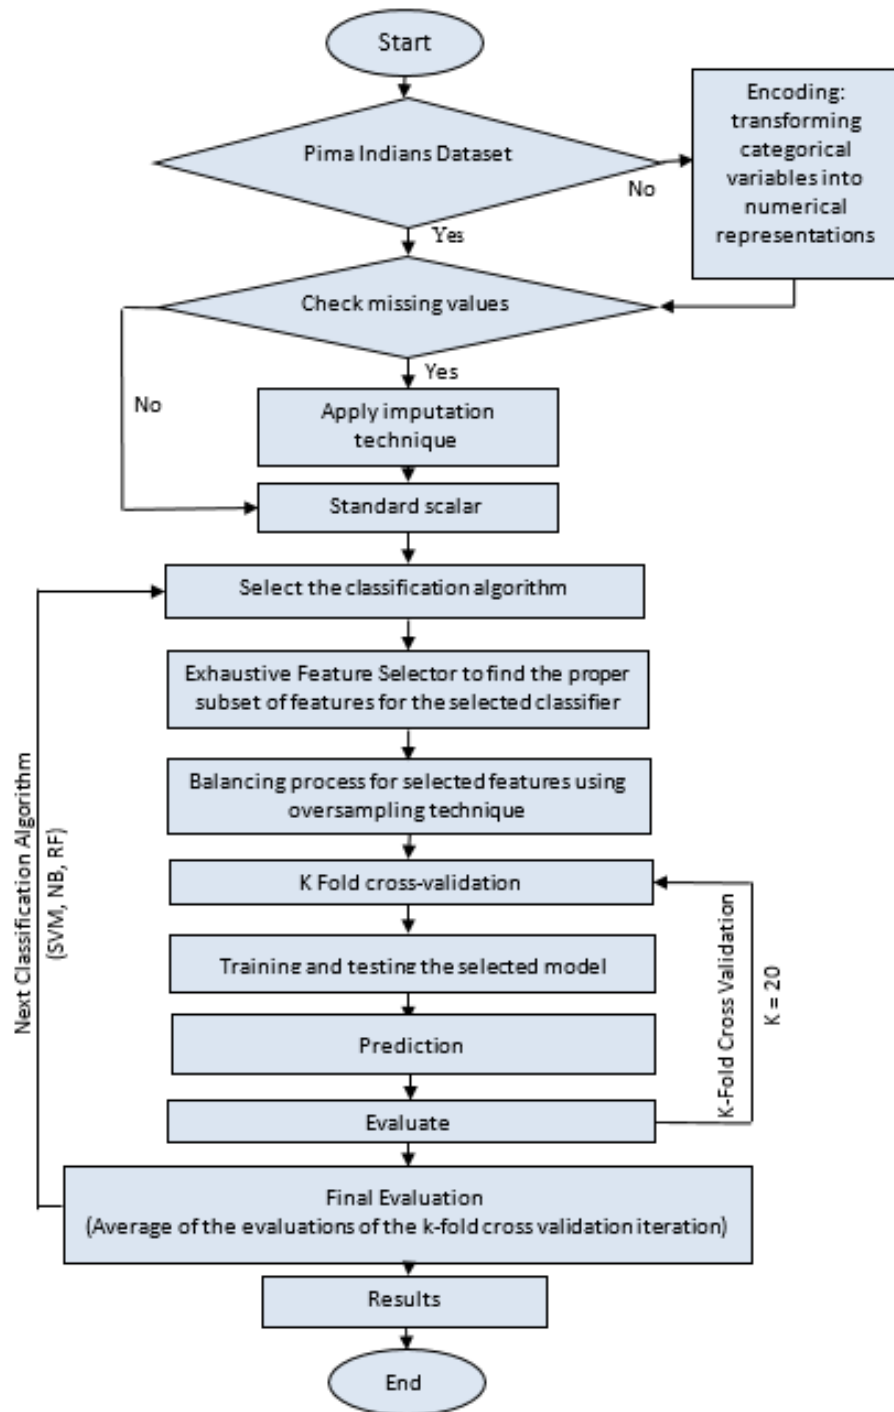 Start
Pima Indians Dataset
No
Encoding:
transforming
categorical
variables into
numerical
representations
Yes
Check missing values
No
Yes
Apply imputation
technique
Standard scalar
Select the classification algorithm
Exhaustive Feature Selector to find the proper
subset of features for the selected classifier
Balancing process for selected features using
oversampling technique
K Fold cross-validation
Training and testing the selected model
Prediction
Evaluate
K-Fold Cross Validation
K = 20
Next Classification Algorithm
(SVM, NB, RF)
Final Evaluation
(Average of the evaluations of the k-fold cross validation iteration)
Results
End